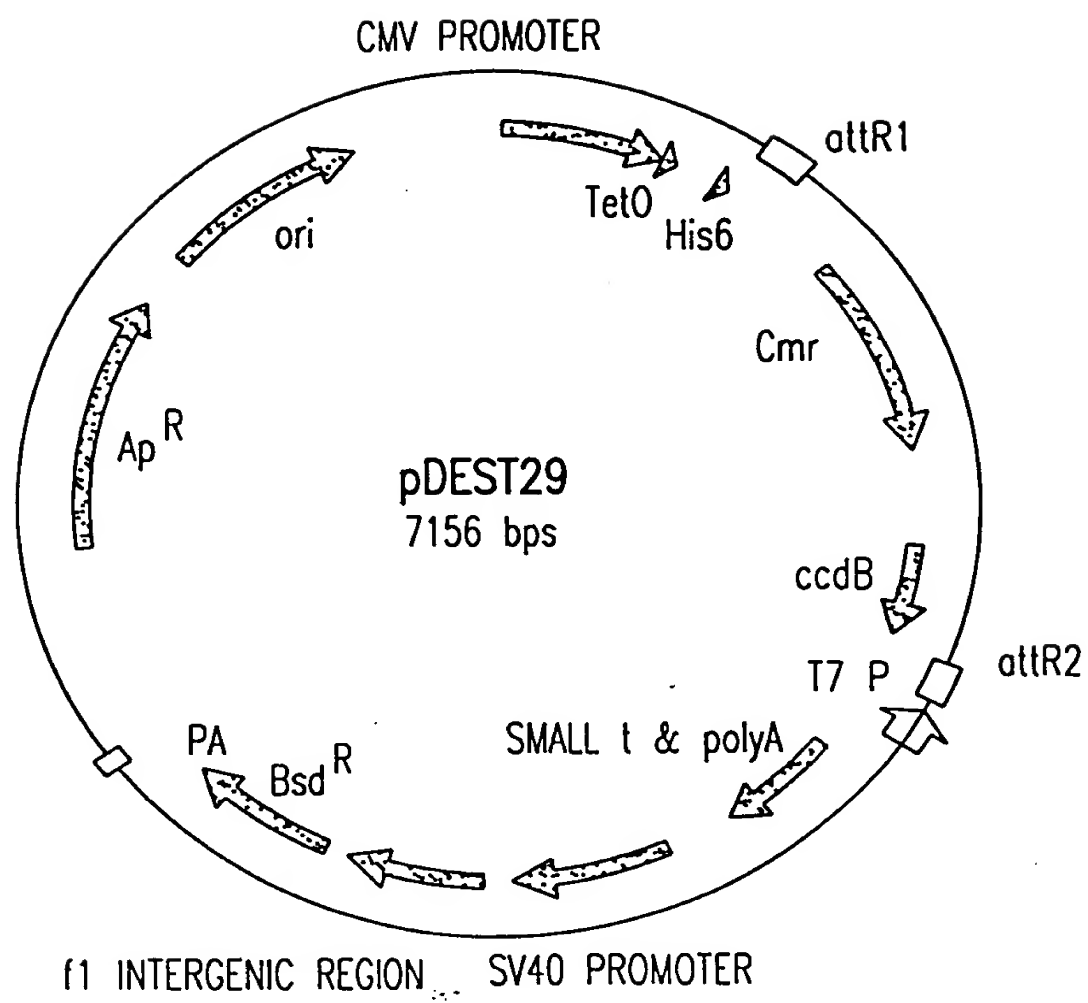 CMV PROMOTER
attR1
TetO
His6
ori
Cmr
Ap R
pDEST29
7156 bps
ccdB
attR2
T7 P
SMALL t & polyA
PA
Bsd R
f1 INTERGENIC REGION
SV40 PROMOTER